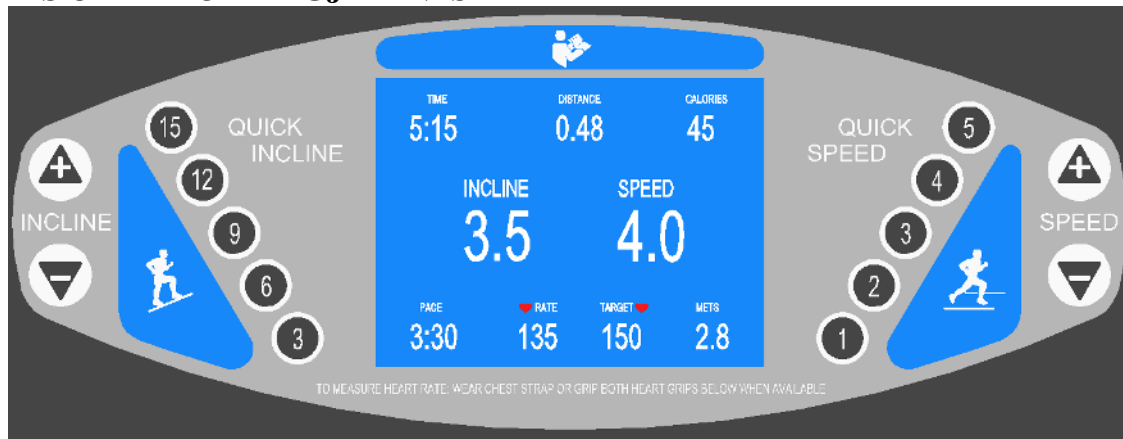 TIME DISTANCE CALORIES
5:15 0.48 45
INCLINE SPEED
3.5 4.0
PACE RATE TARGET METS
3:30 135 150 2.8
15 QUICK INCLINE
12
9
6
3
INCLINE
QUICK SPEED 5
4
3
2
1
SPEED
TO MEASURE HEART RATE: WEAR CHEST STRAP OR GRIP BOTH HEART GRIPS BELOW WHEN AVALABLE